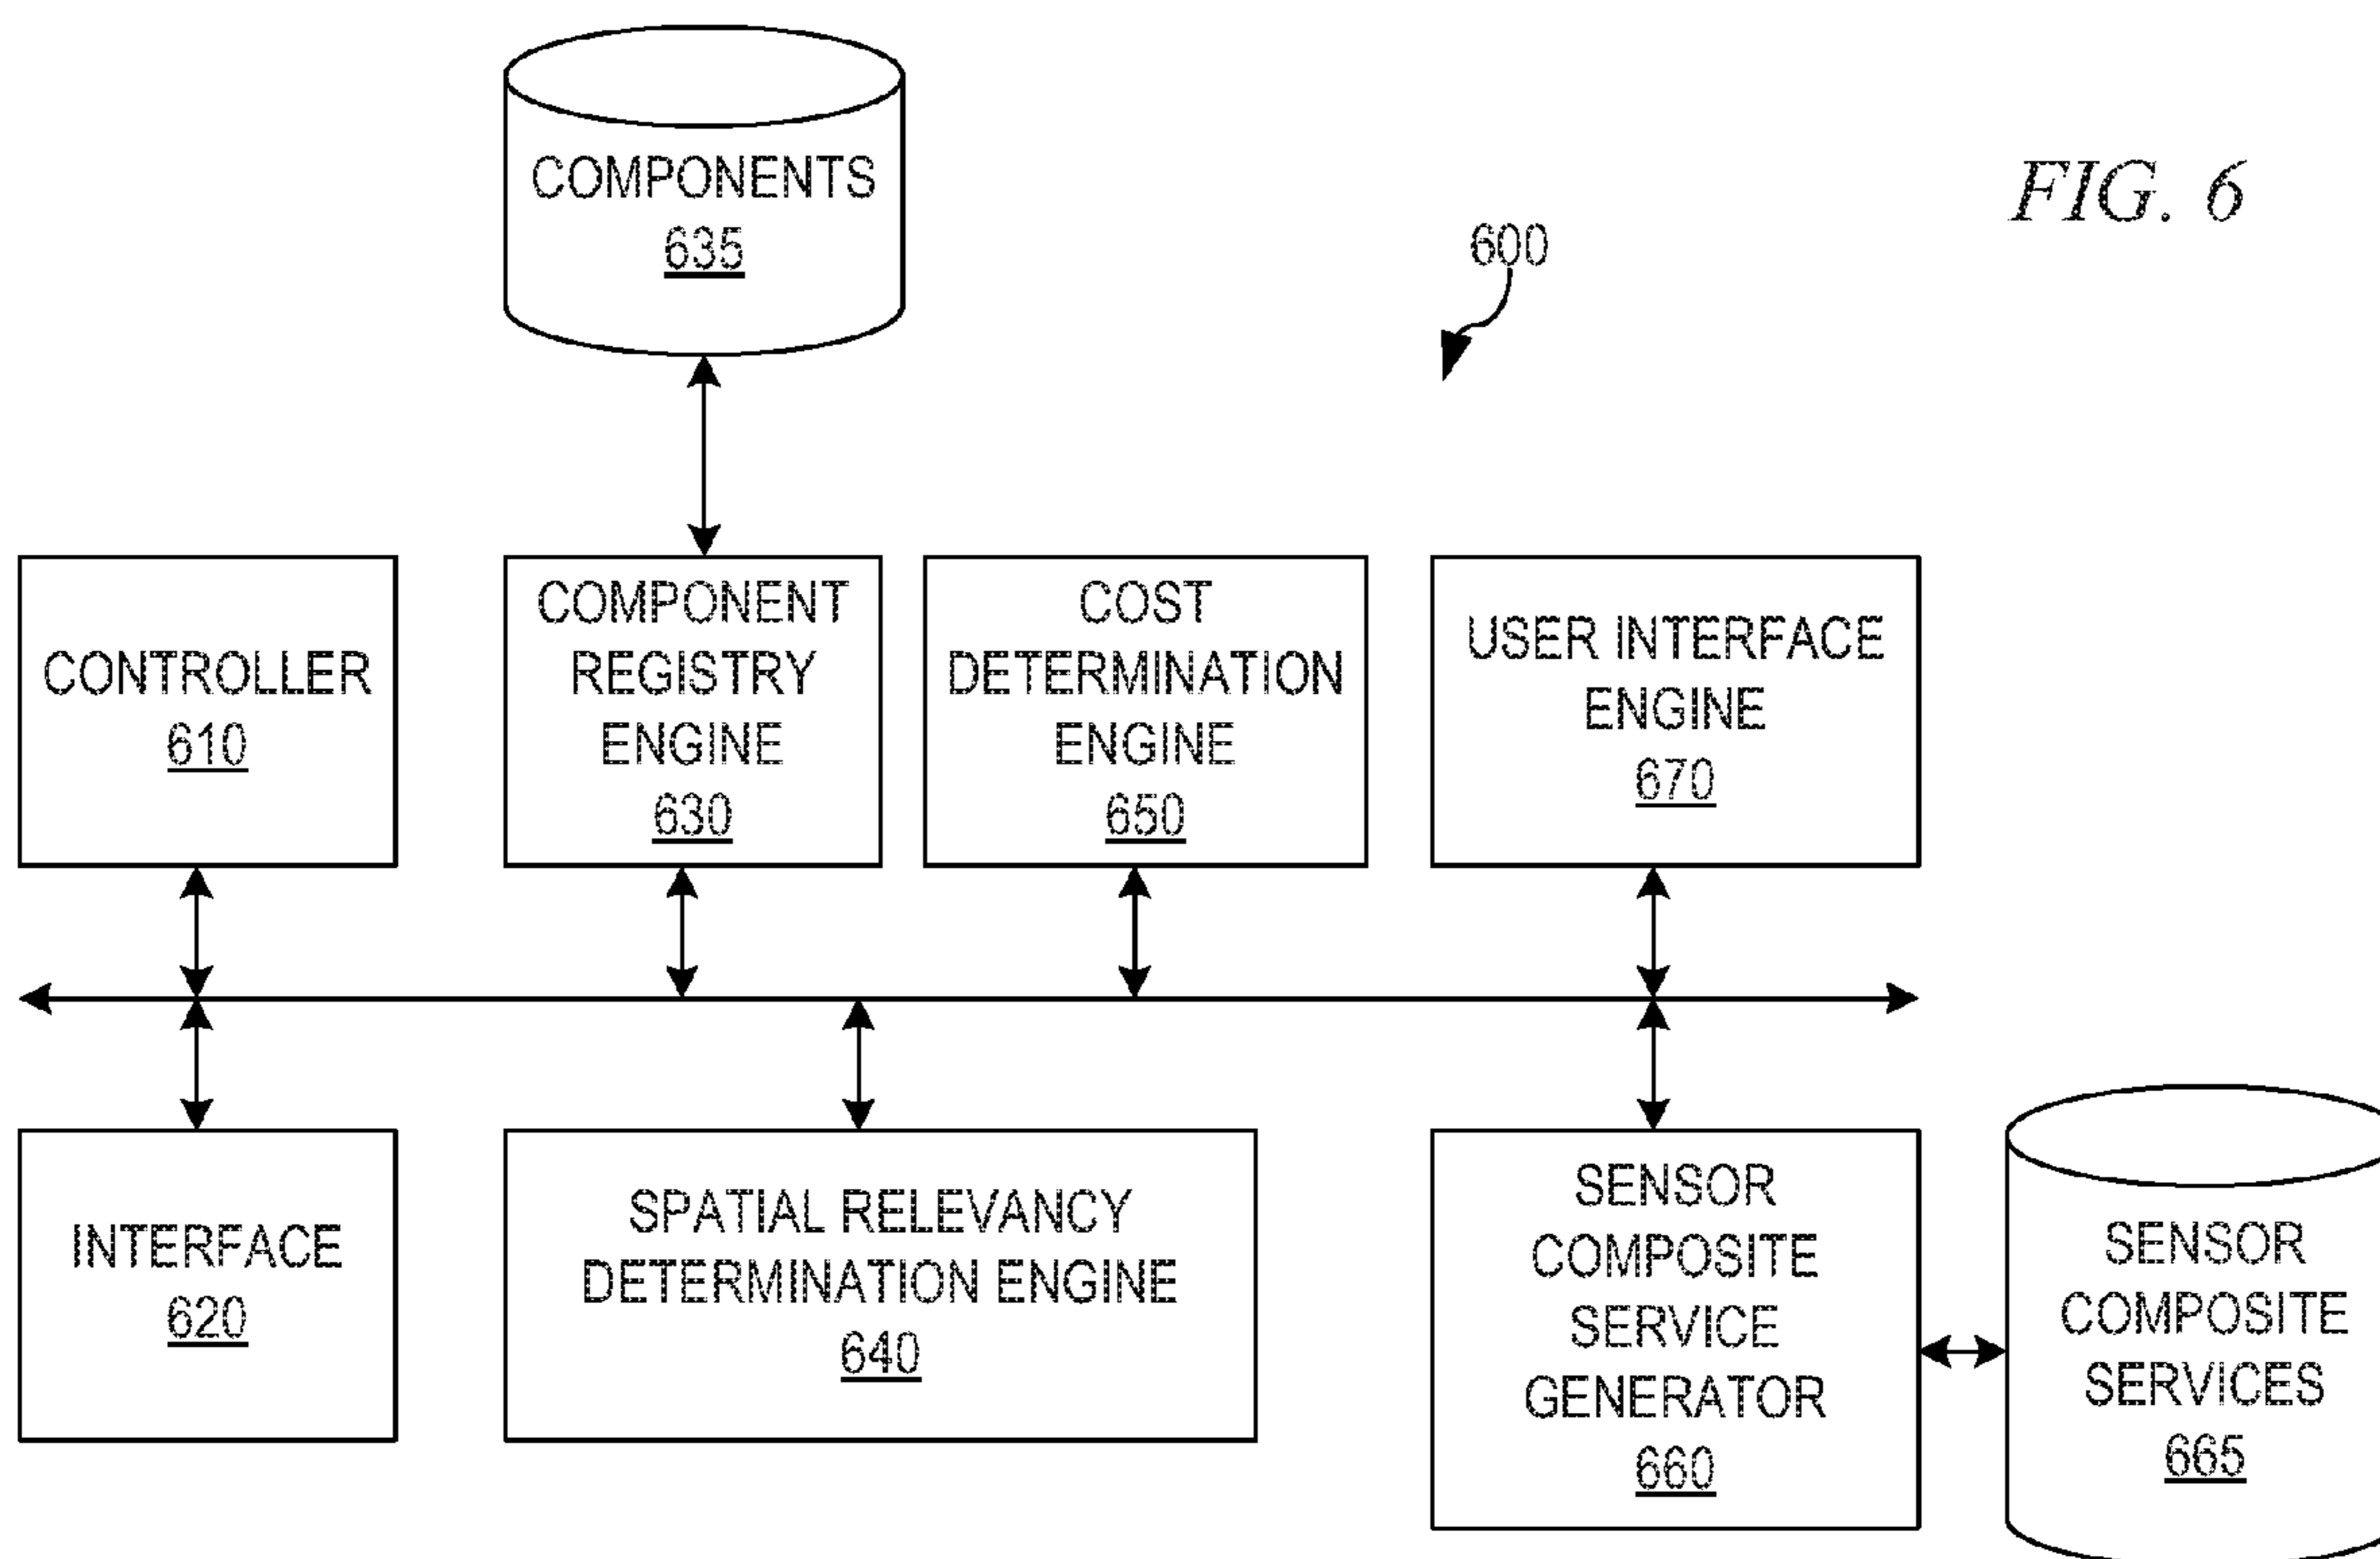 COMPONENTS
635
FIG. 6
600
CONTROLLER
610
COMPONENT
REGISTRY
ENGINE
630
COST
DETERMINATION
ENGINE
650
USER INTERFACE
ENGINE
670
INTERFACE
620
SPATIAL RELEVANCY
DETERMINATION ENGINE
640
SENSOR
COMPOSITE
SERVICE
GENERATOR
660
SENSOR
COMPOSITE
SERVICES
665